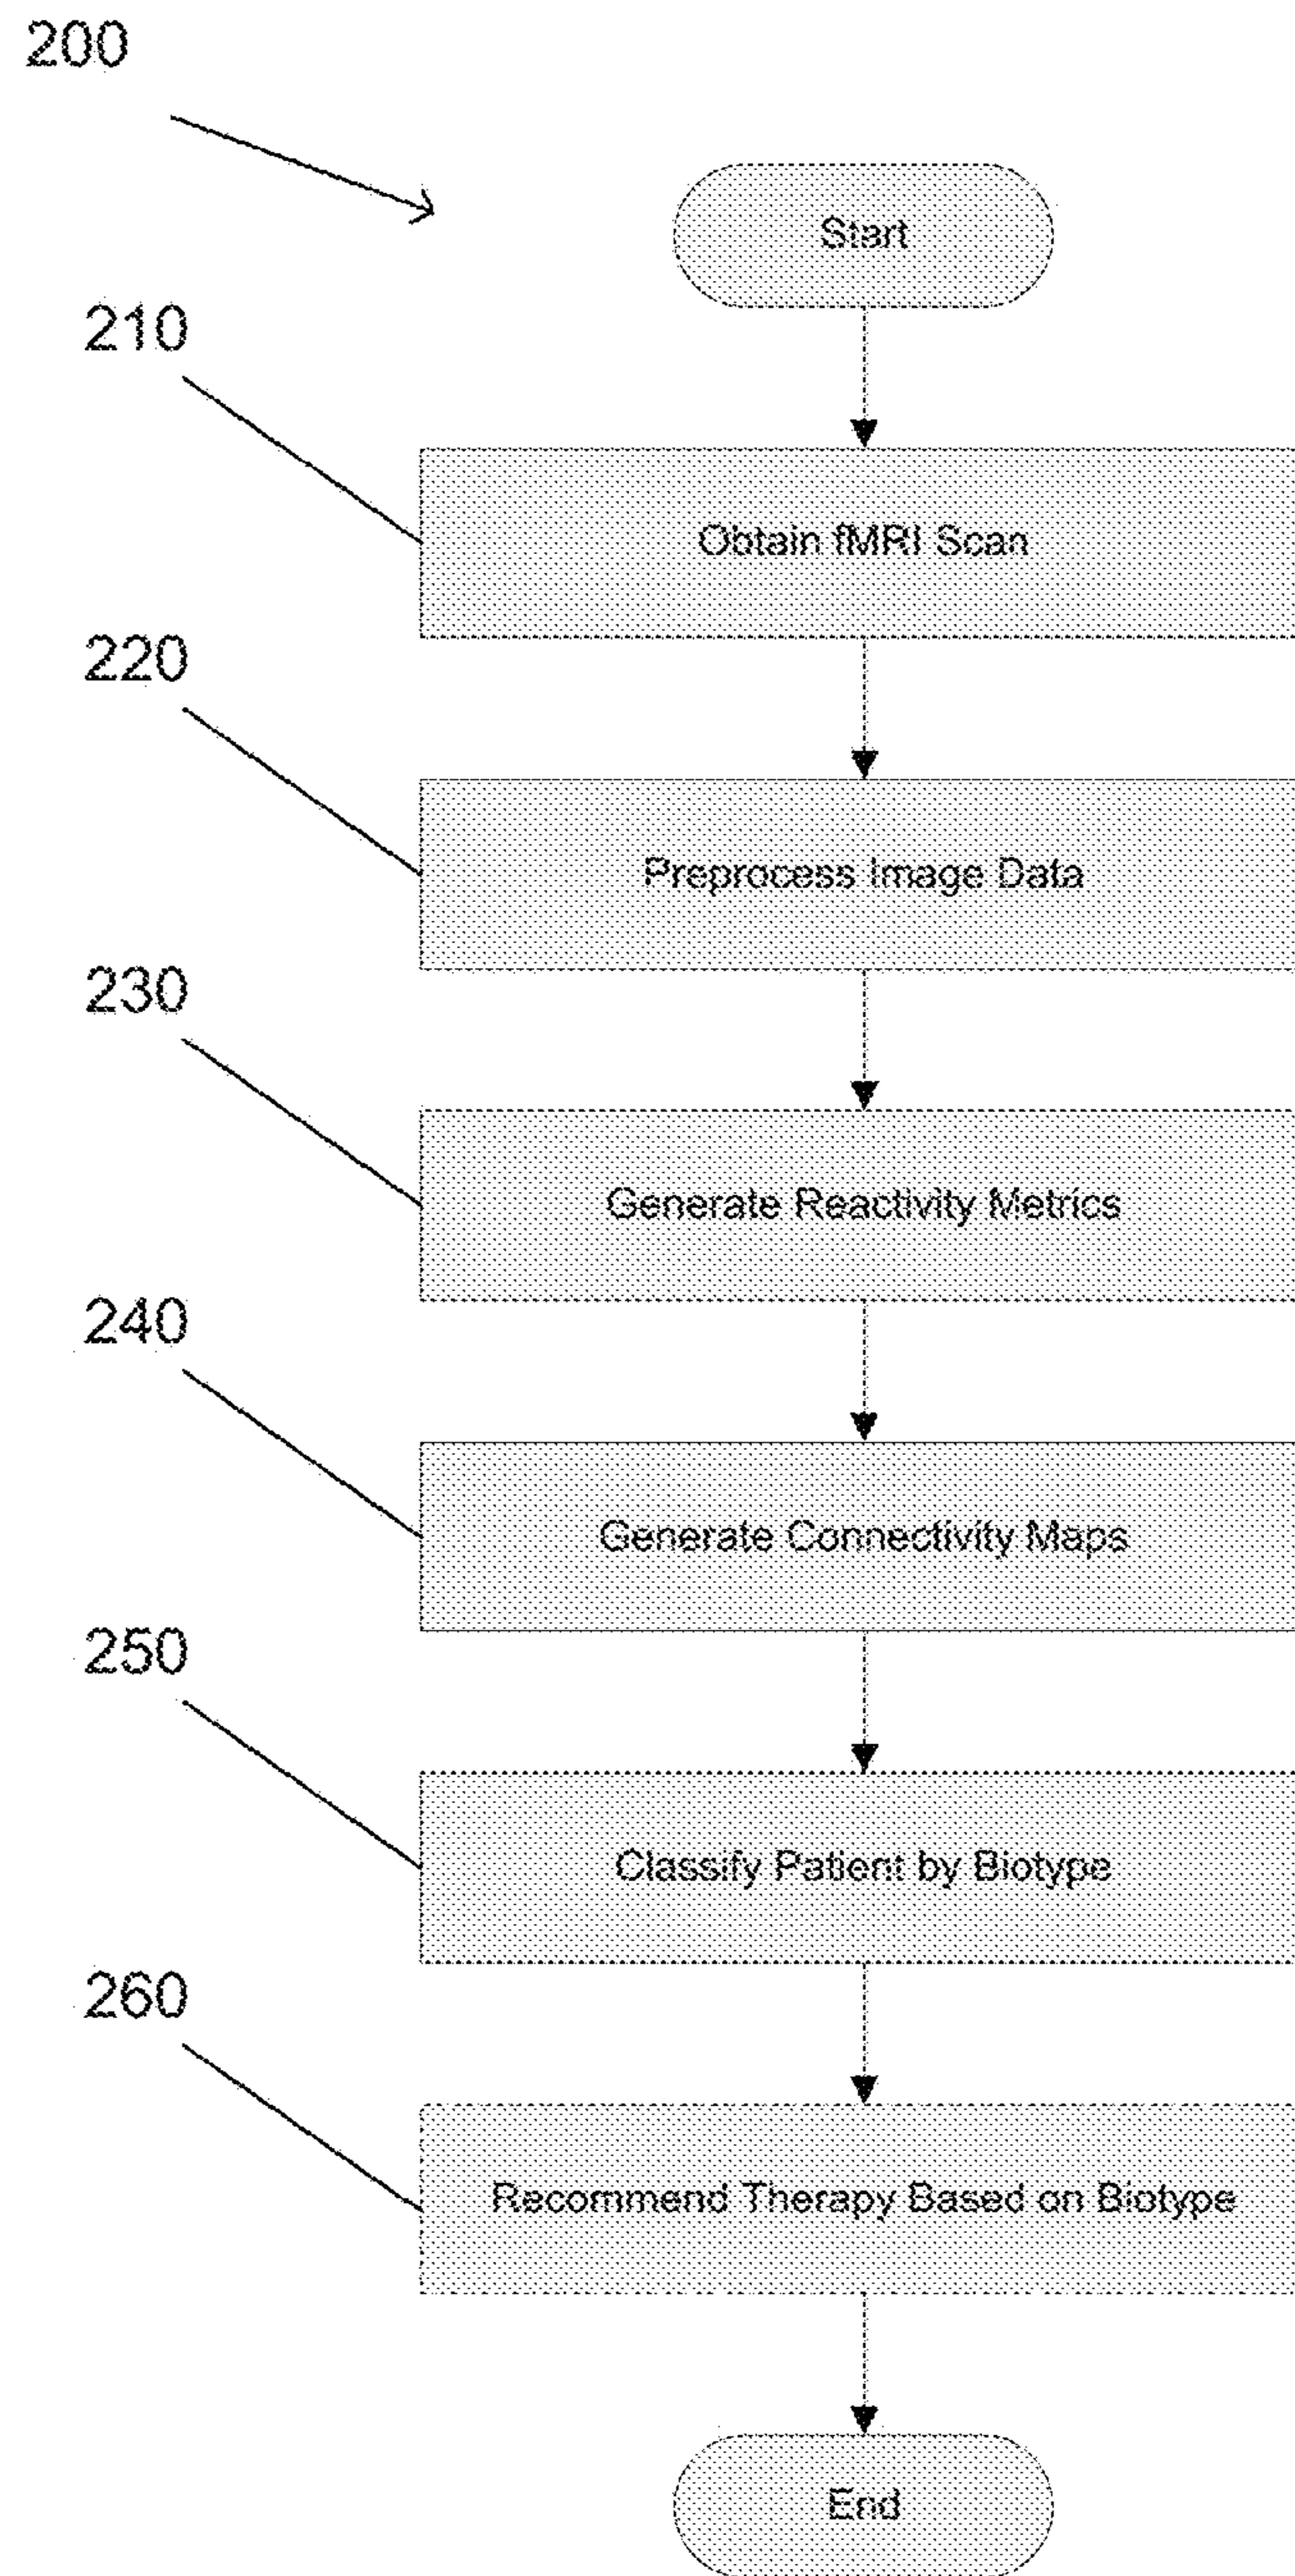 200
Start
210
Obtain fMRI Scan
220
Preprocess Image Data
230
Generate Reactivity Metrics
240
Generate Connectivity Maps
250
Classify Patient by Biotype
260
Recommend Therapy Based on Biotype
End